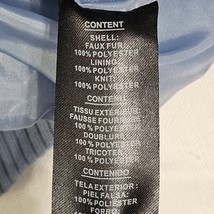 CONTENT
SHELL:
FAUX FUR:
100% POLYESTER
LINING:
100% POLYESTER
KNIT:
100% POLYESTER
CONTENU
TISSU EXTÉRIEUR:
FAUSSE FOURRURE:
100% POLYESTER
DOUBLURE:
100% POLYESTER
TRICOTER:
100% POLYESTER
CONTENIDO
TELA EXTERIOR:
PIEL FALSA:
100% POLIÉSTER
FORRO: